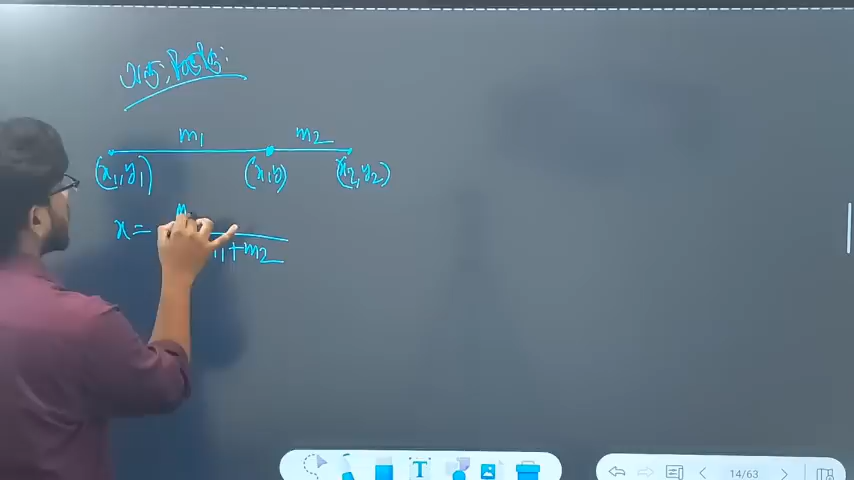 m1 m2
(x1, y1) (x, y) (x2, y2)
x = m
1 + m2
T
14/63